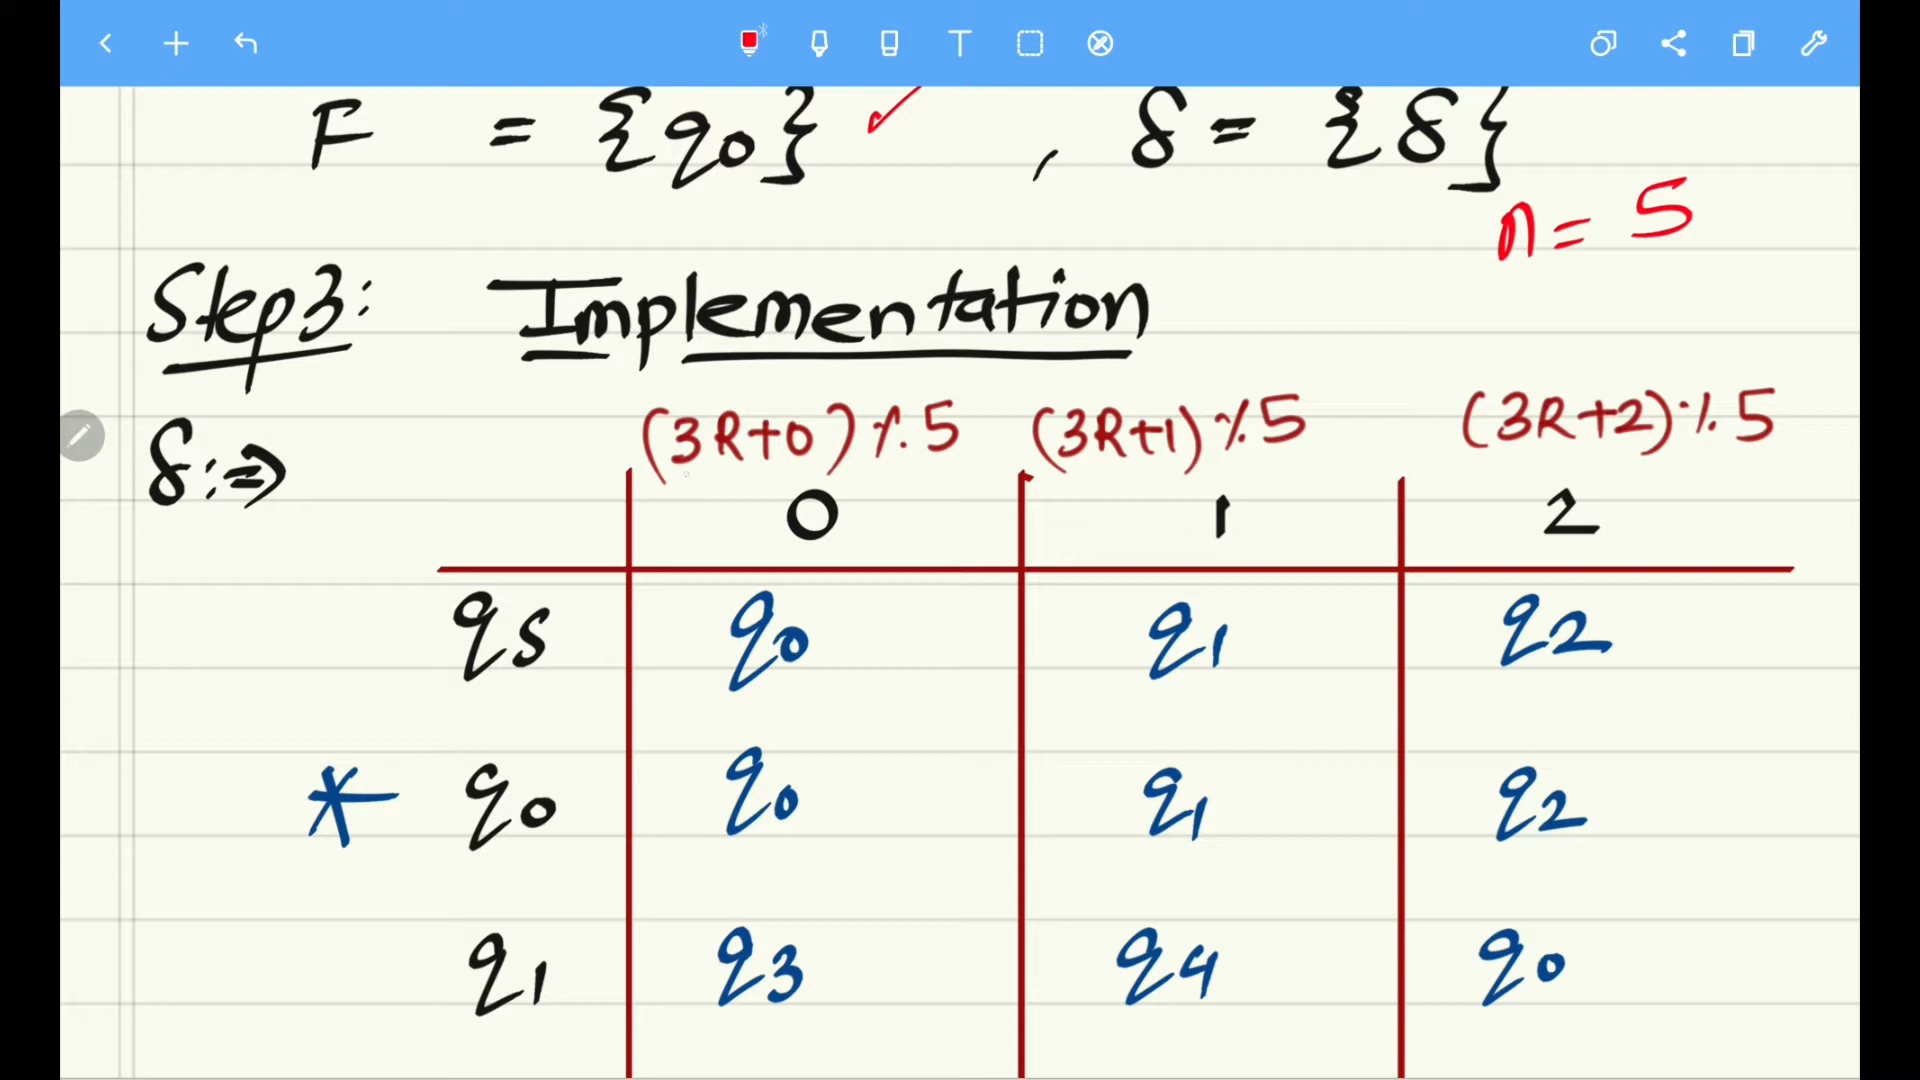 F = {q0} ✓ , δ = {δ}
n = 5
Step3: Implementation
δ:⇒ (3R+0)%5 (3R+1)%5 (3R+2)%5
0 1 2
qs q0 q1 q2
* q0 q0 q1 q2
q1 q3 q4 q0